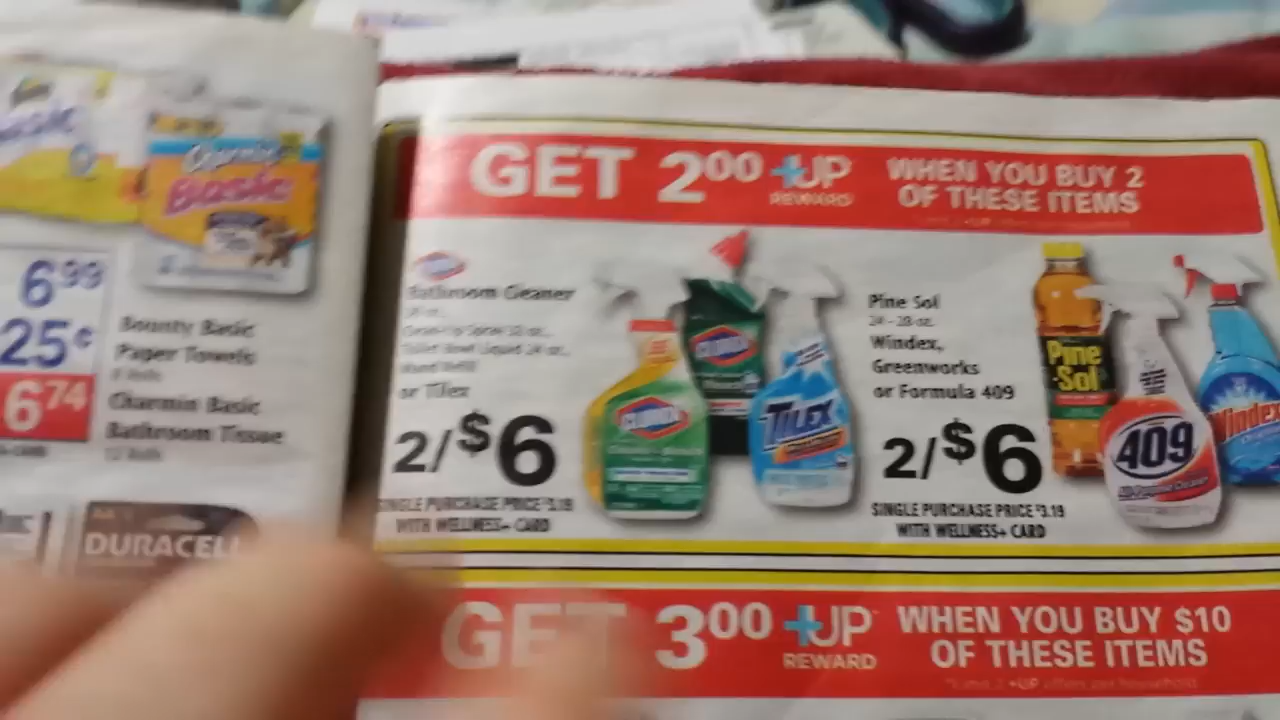 Charmin
Basic
6.99
25¢
6.74
Bounty Basic
Paper Towels
Charmin Basic
Bathroom Tissue
DURACELL
GET 2.00 +UP REWARD
WHEN YOU BUY 2
OF THESE ITEMS
Bathroom Cleaner
or Tilex
2/$6
SINGLE PURCHASE PRICE $3.19
WITH WELLNESS+ CARD
CLOROX
CLOROX
TILEX
Pine Sol
24 - 28 oz.
Windex,
Greenworks
or Formula 409
2/$6
SINGLE PURCHASE PRICE $3.19
WITH WELLNESS+ CARD
Pine
Sol
409
Windex
GET 3.00 +UP REWARD
WHEN YOU BUY $10
OF THESE ITEMS